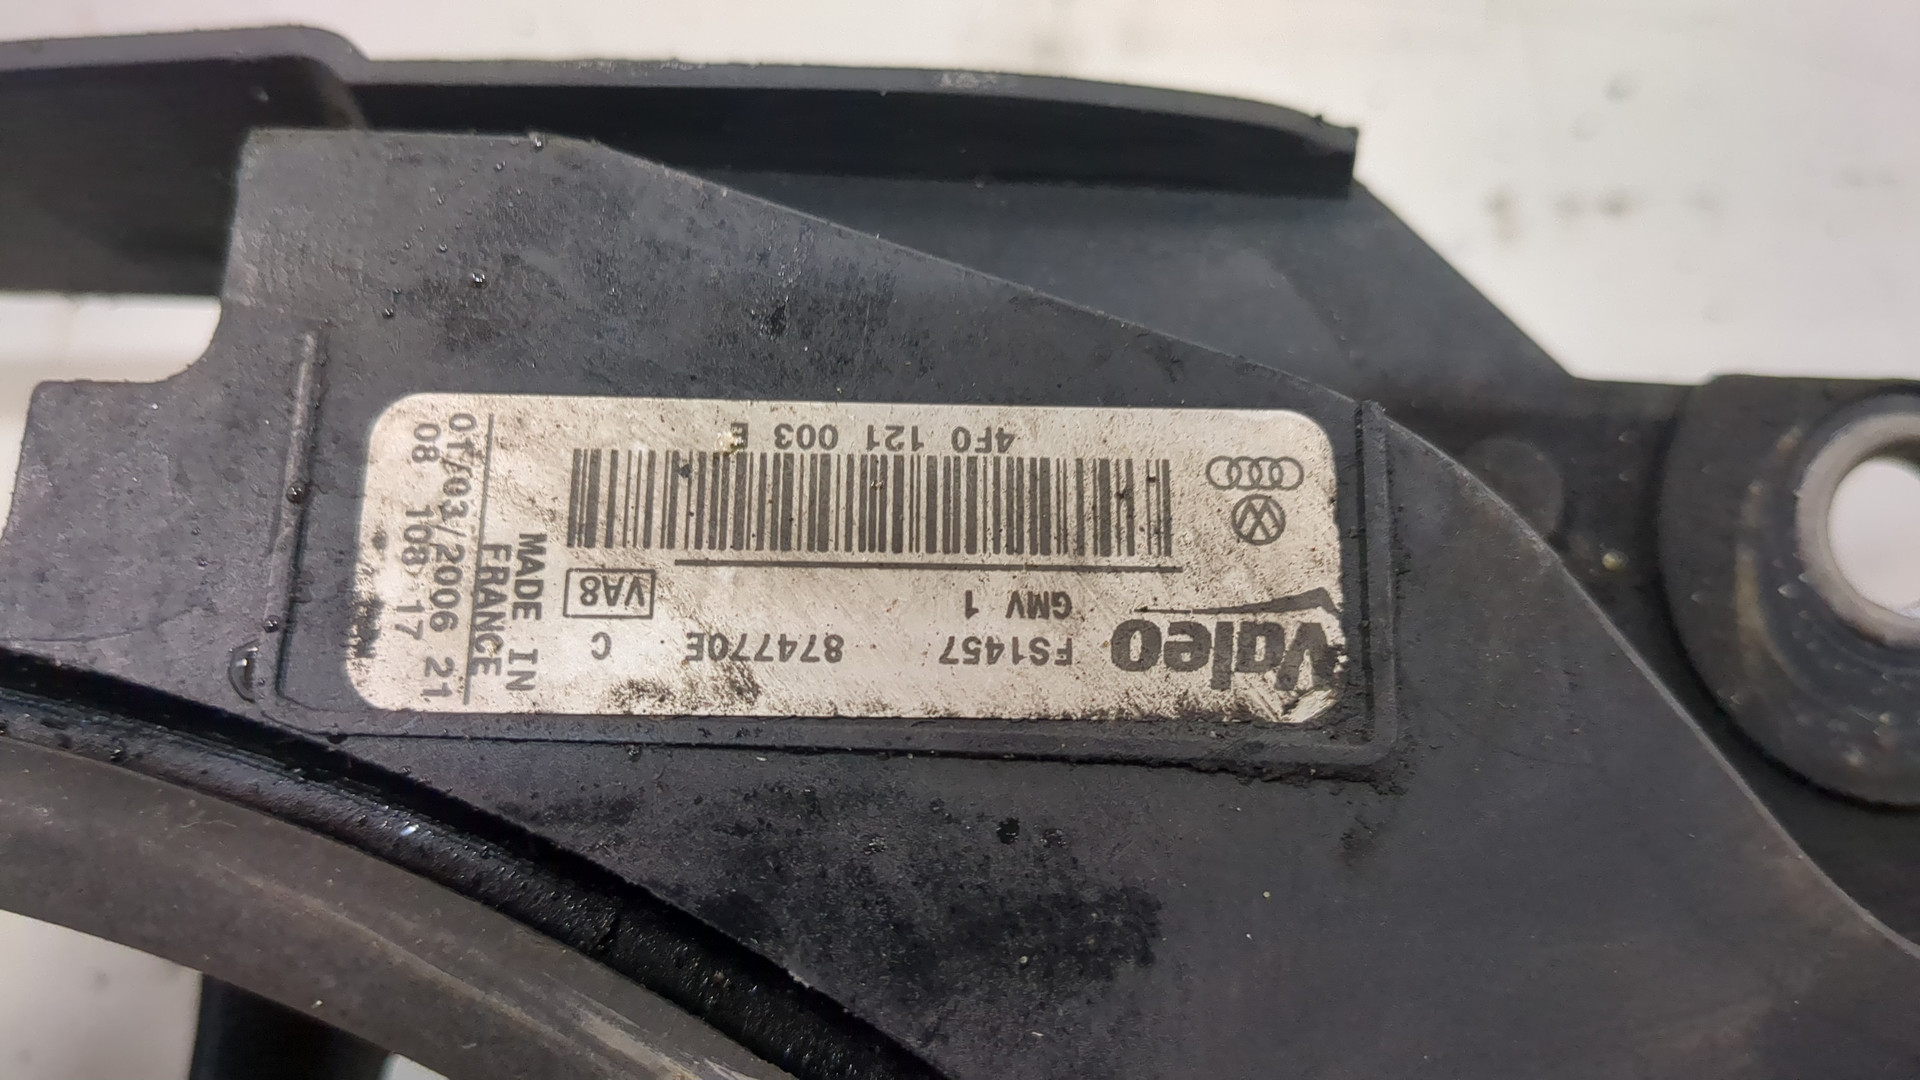 Valeo FS1457 874770E C
GMV 1 VA8
4F0 121 003 E
MADE IN
FRANCE
01/03/2006 21
08 108 17